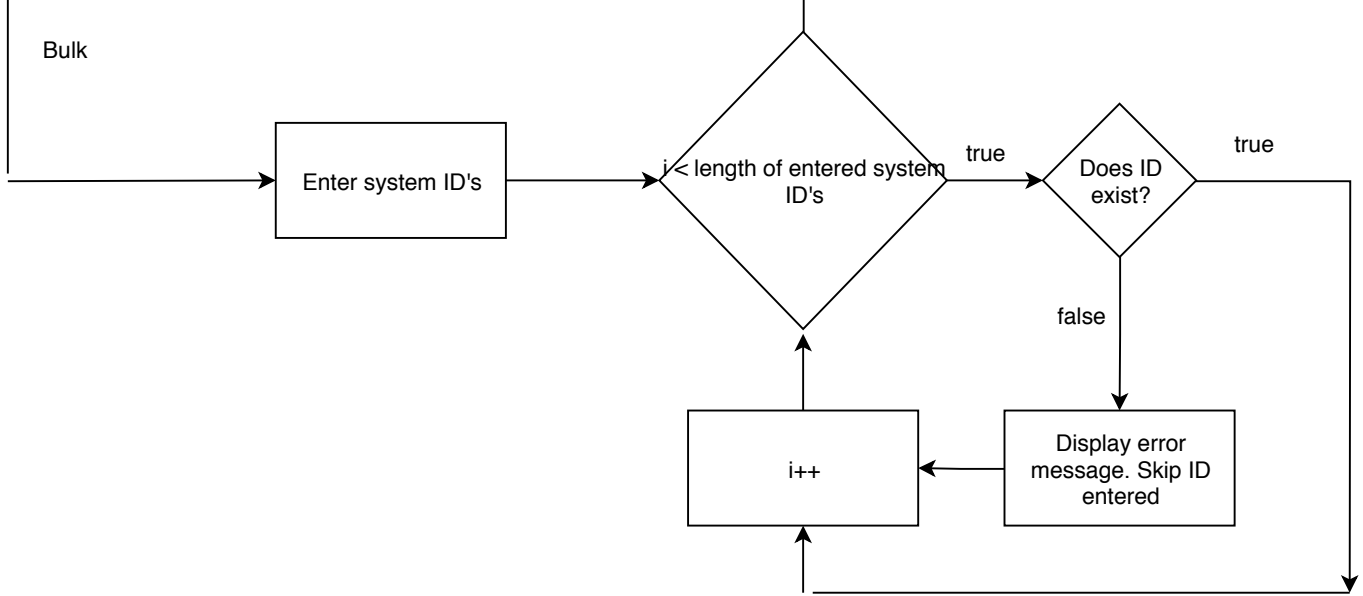 Bulk
Enter system ID's
i < length of entered system
ID's
true
Does ID
exist?
true
false
i++
Display error
message. Skip ID
entered